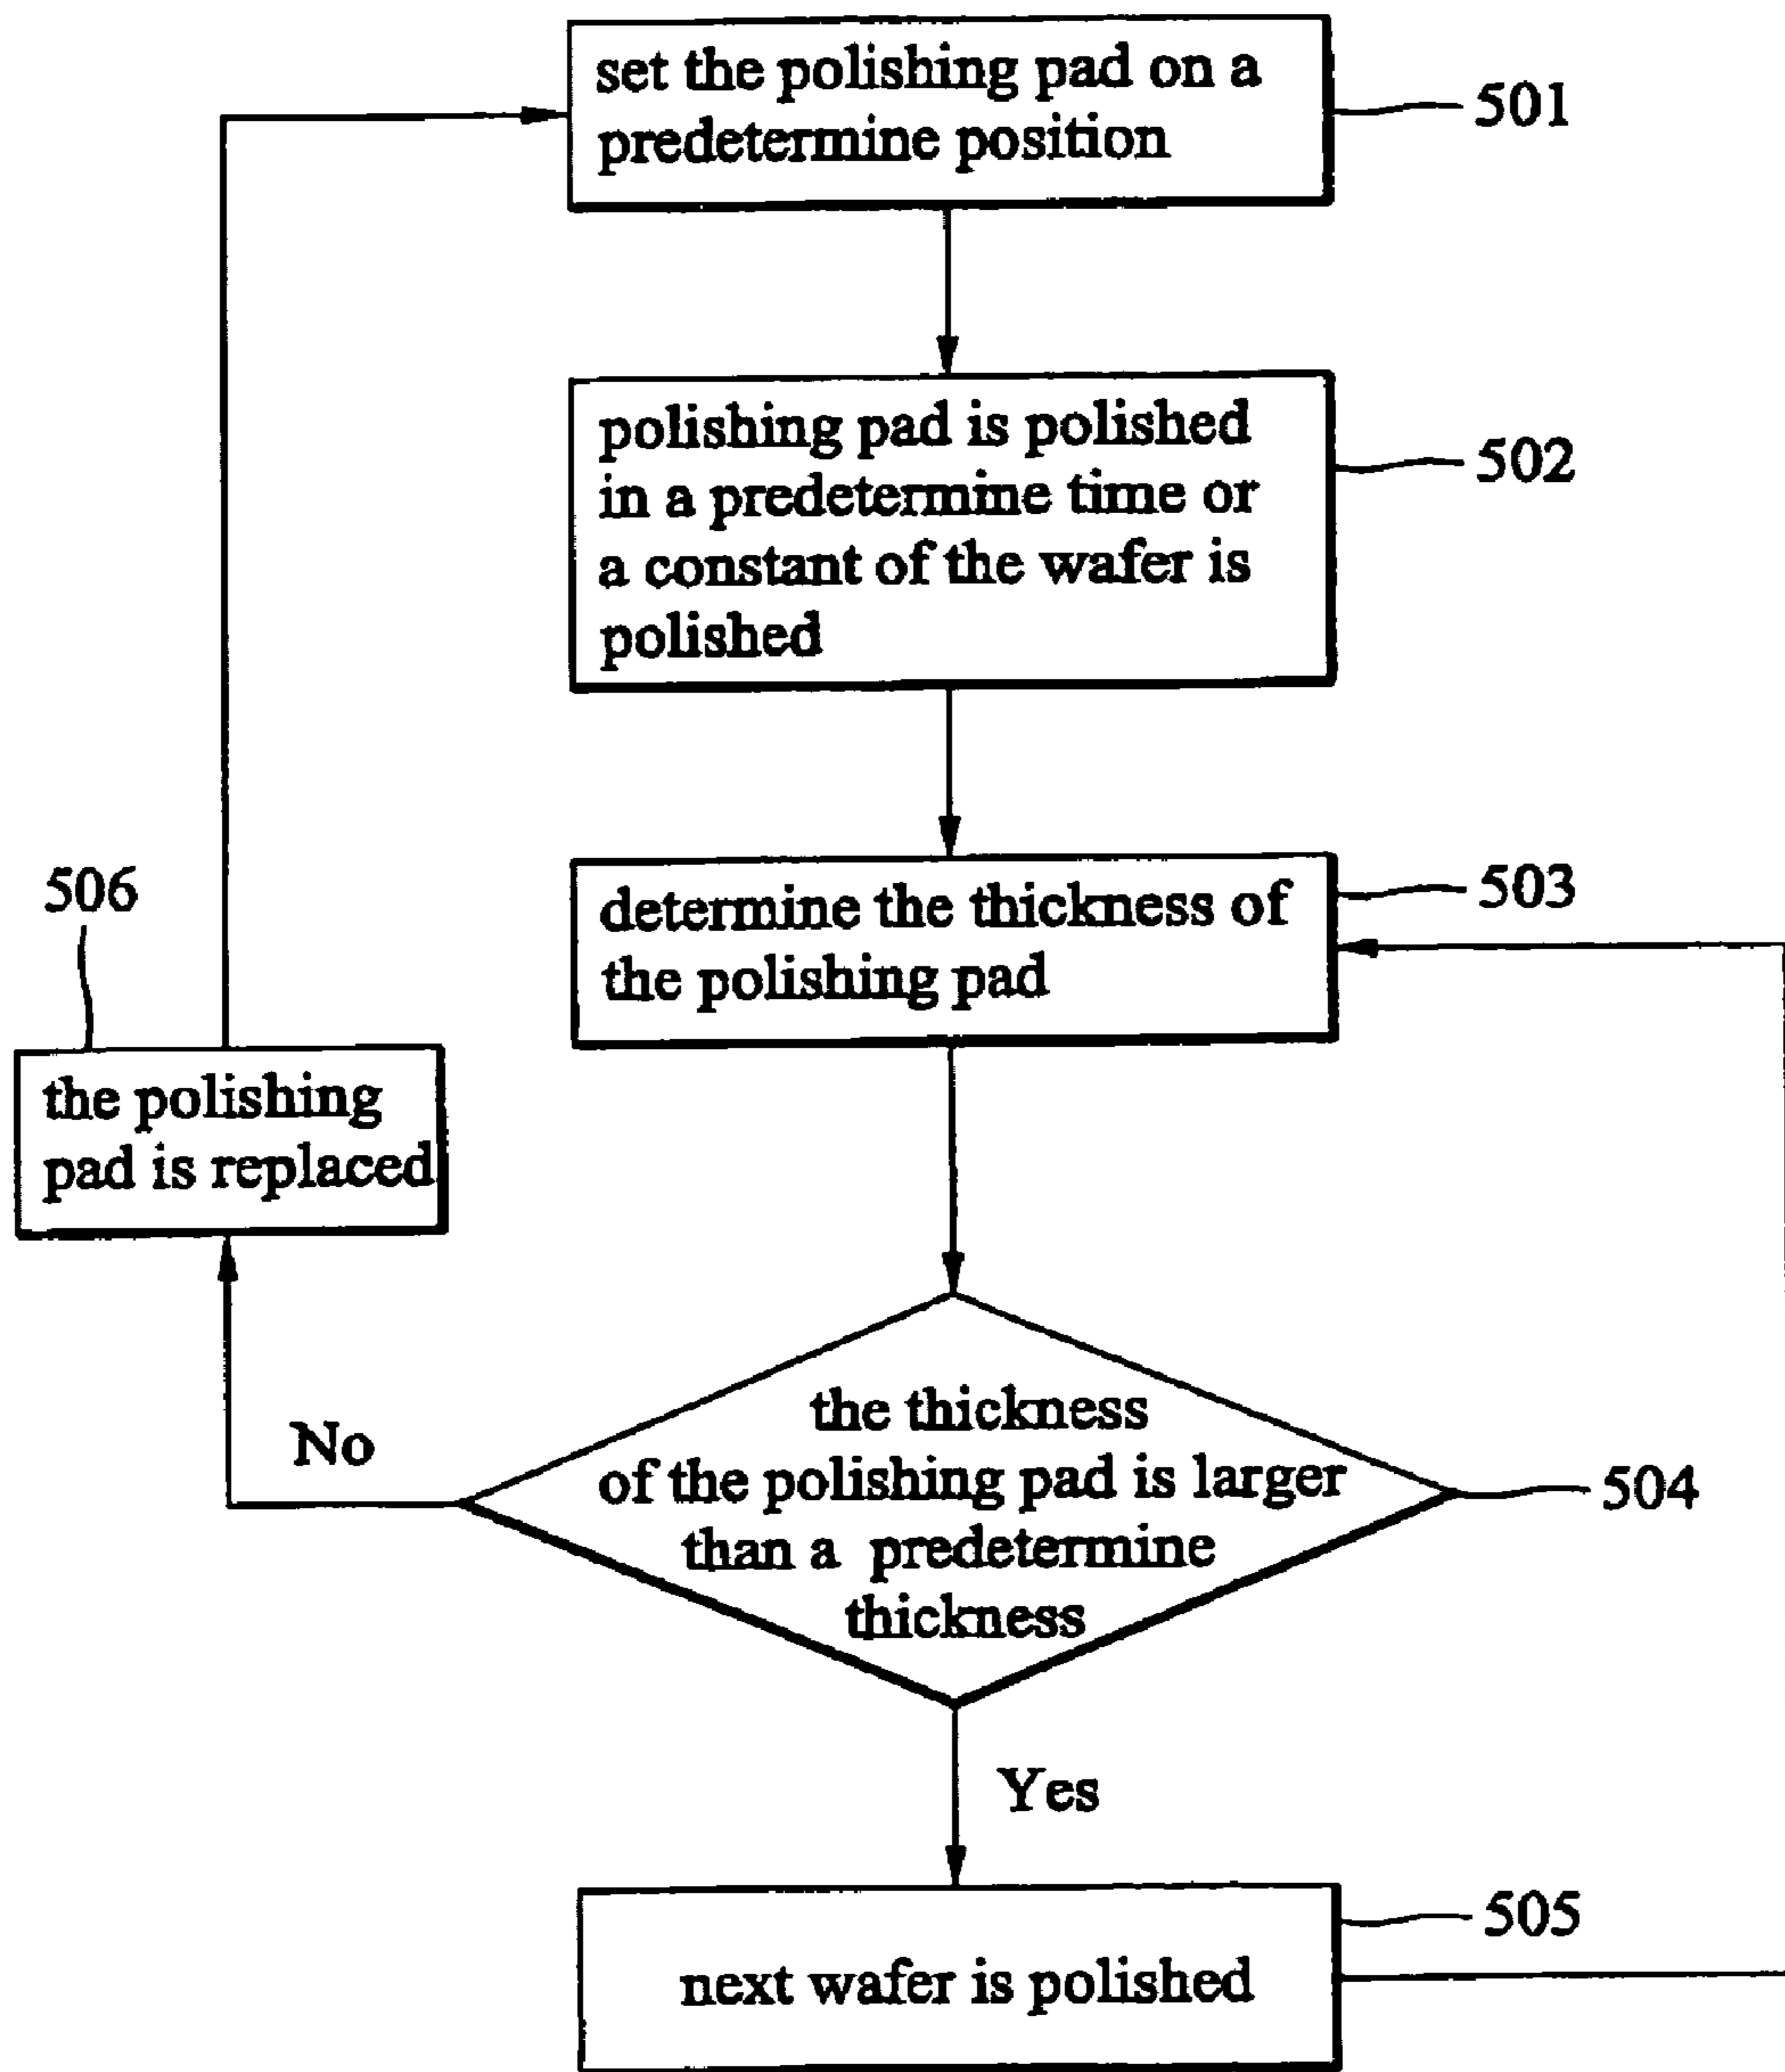 set the polishing pad on a
predetermine position
501
polishing pad is polished
in a predetermine time or
a constant of the wafer is
polished
502
determine the thickness of
the polishing pad
503
506
the polishing
pad is replaced
the thickness
of the polishing pad is larger
than a predetermine
thickness
504
No
Yes
next wafer is polished
505